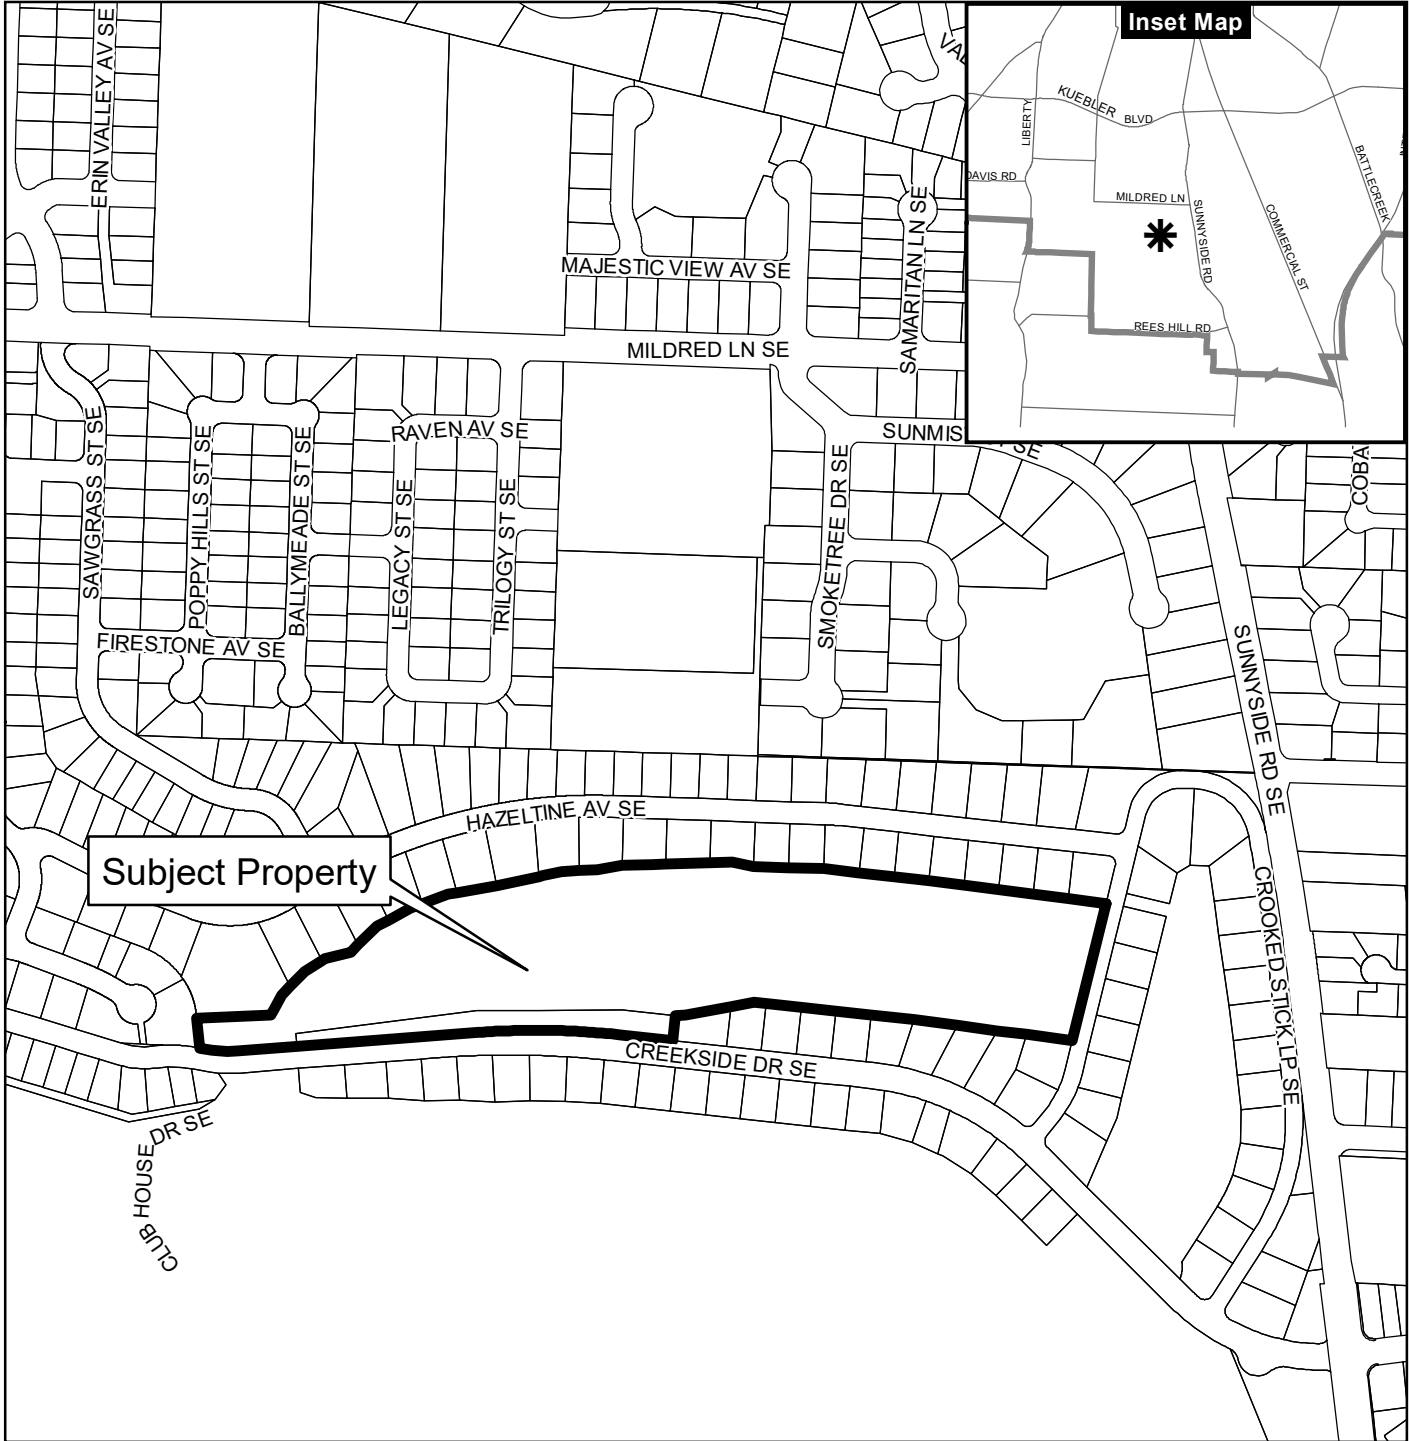 Inset Map
KUEBLER
BLVD
LIBERTY
DAVIS RD
MILDRED LN
SUNNYSIDE RD
COMMERCIAL ST
BATTLECREEK
REES HILL RD
ERIN VALLEY AV SE
MAJESTIC VIEW AV SE
SAMARITAN LN SE
MILDRED LN SE
SAWGRASS ST SE
POPPY HILLS ST SE
BALLYMEADE ST SE
RAVEN AV SE
LEGACY ST SE
TRILOGY ST SE
FIRESTONE AV SE
SMOKETREE DR SE
SUNMIS
SE
COBA
SUNNYSIDE RD SE
HAZELTINE AV SE
Subject Property
CROOKED STICK LP SE
CREEKSIDE DR SE
CLUB HOUSE DR SE